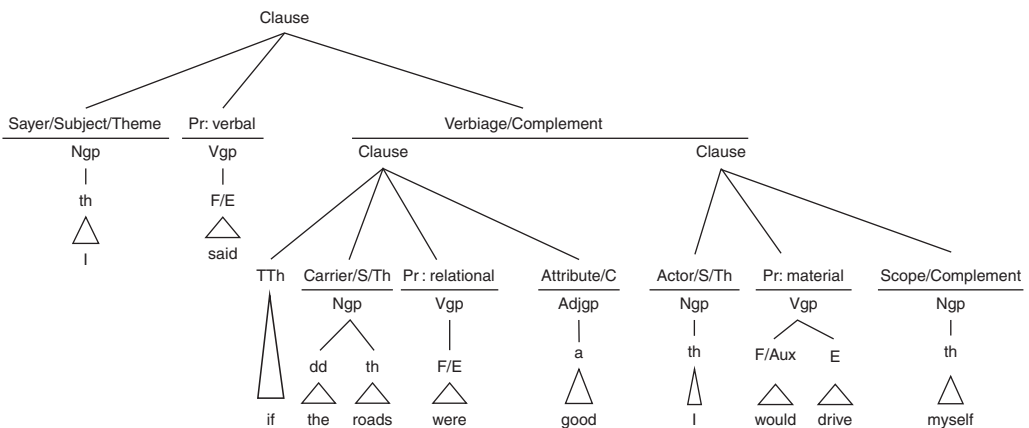 Clause
Sayer/Subject/Theme Pr: verbal Verbiage/Complement
Ngp Vgp Clause Clause
th F/E
I said
TTh Carrier/S/Th Pr: relational Attribute/C Actor/S/Th Pr: material Scope/Complement
Ngp Vgp Adjgp Ngp Vgp Ngp
dd th F/E a th F/Aux E th
if the roads were good I would drive myself